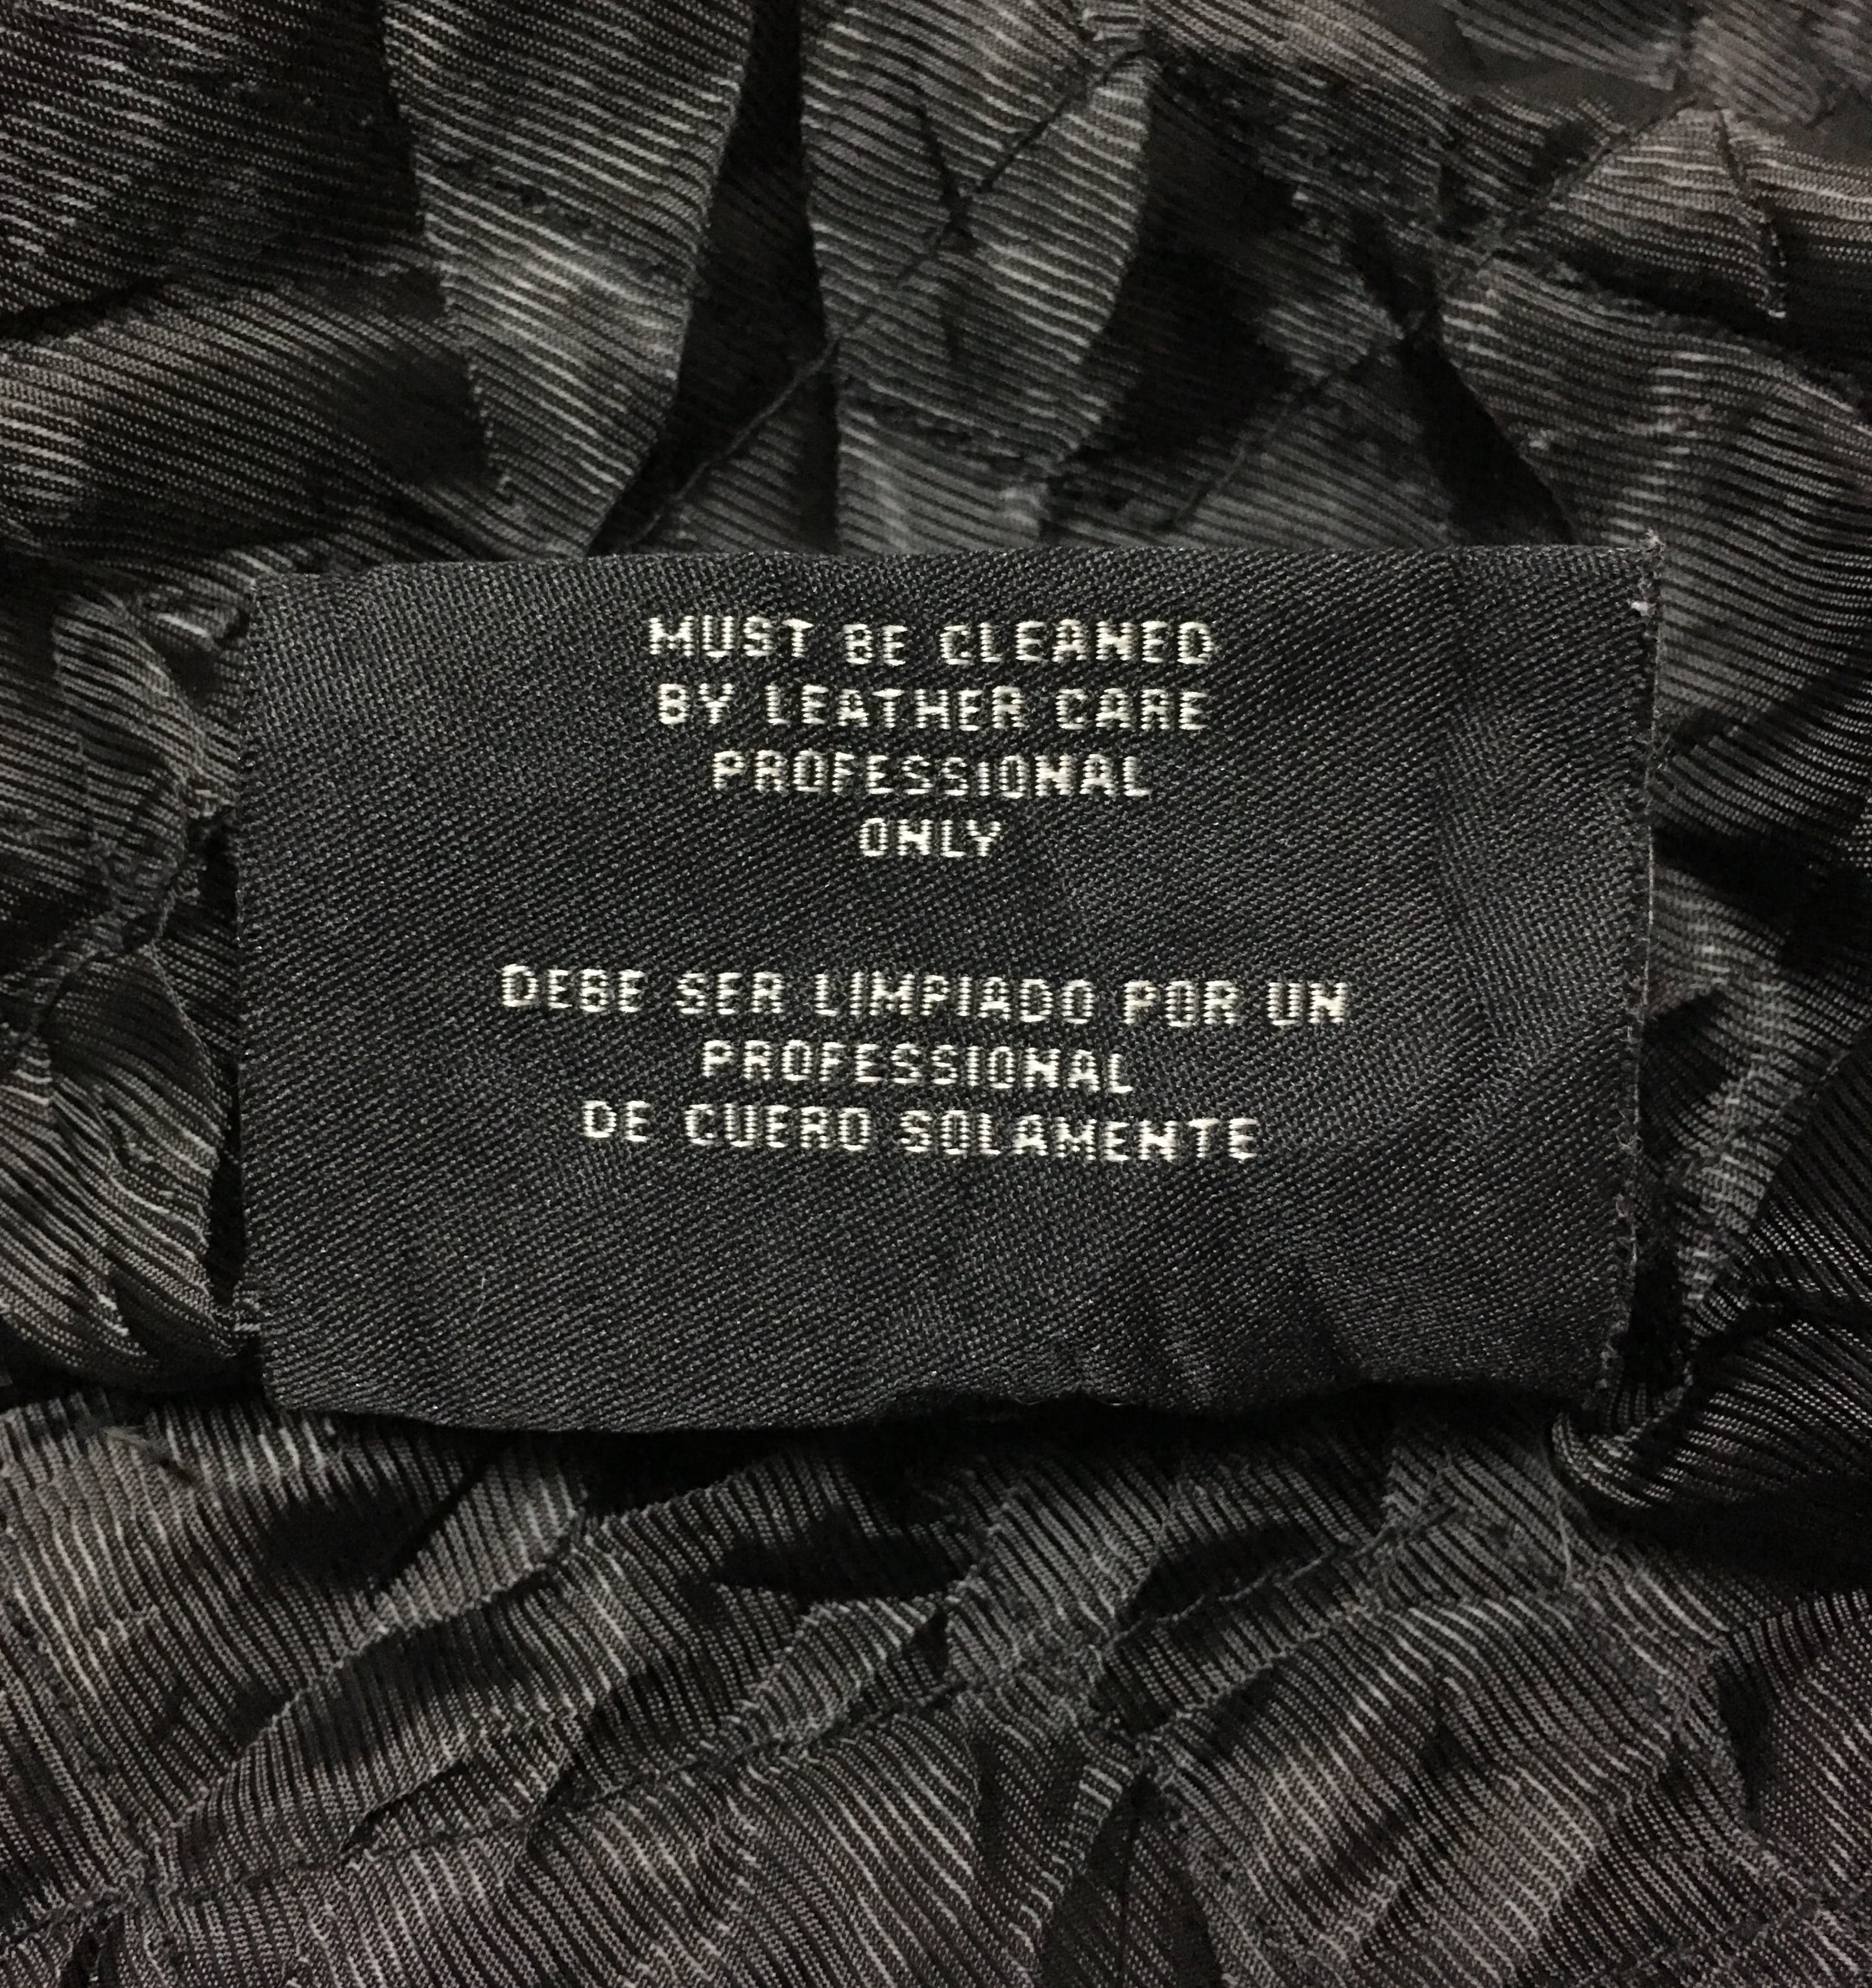 MUST BE CLEANED
BY LEATHER CARE
PROFESSIONAL
ONLY
DEBE SER LIMPIADO POR UN
PROFESSIONAL
DE CUERO SOLAMENTE